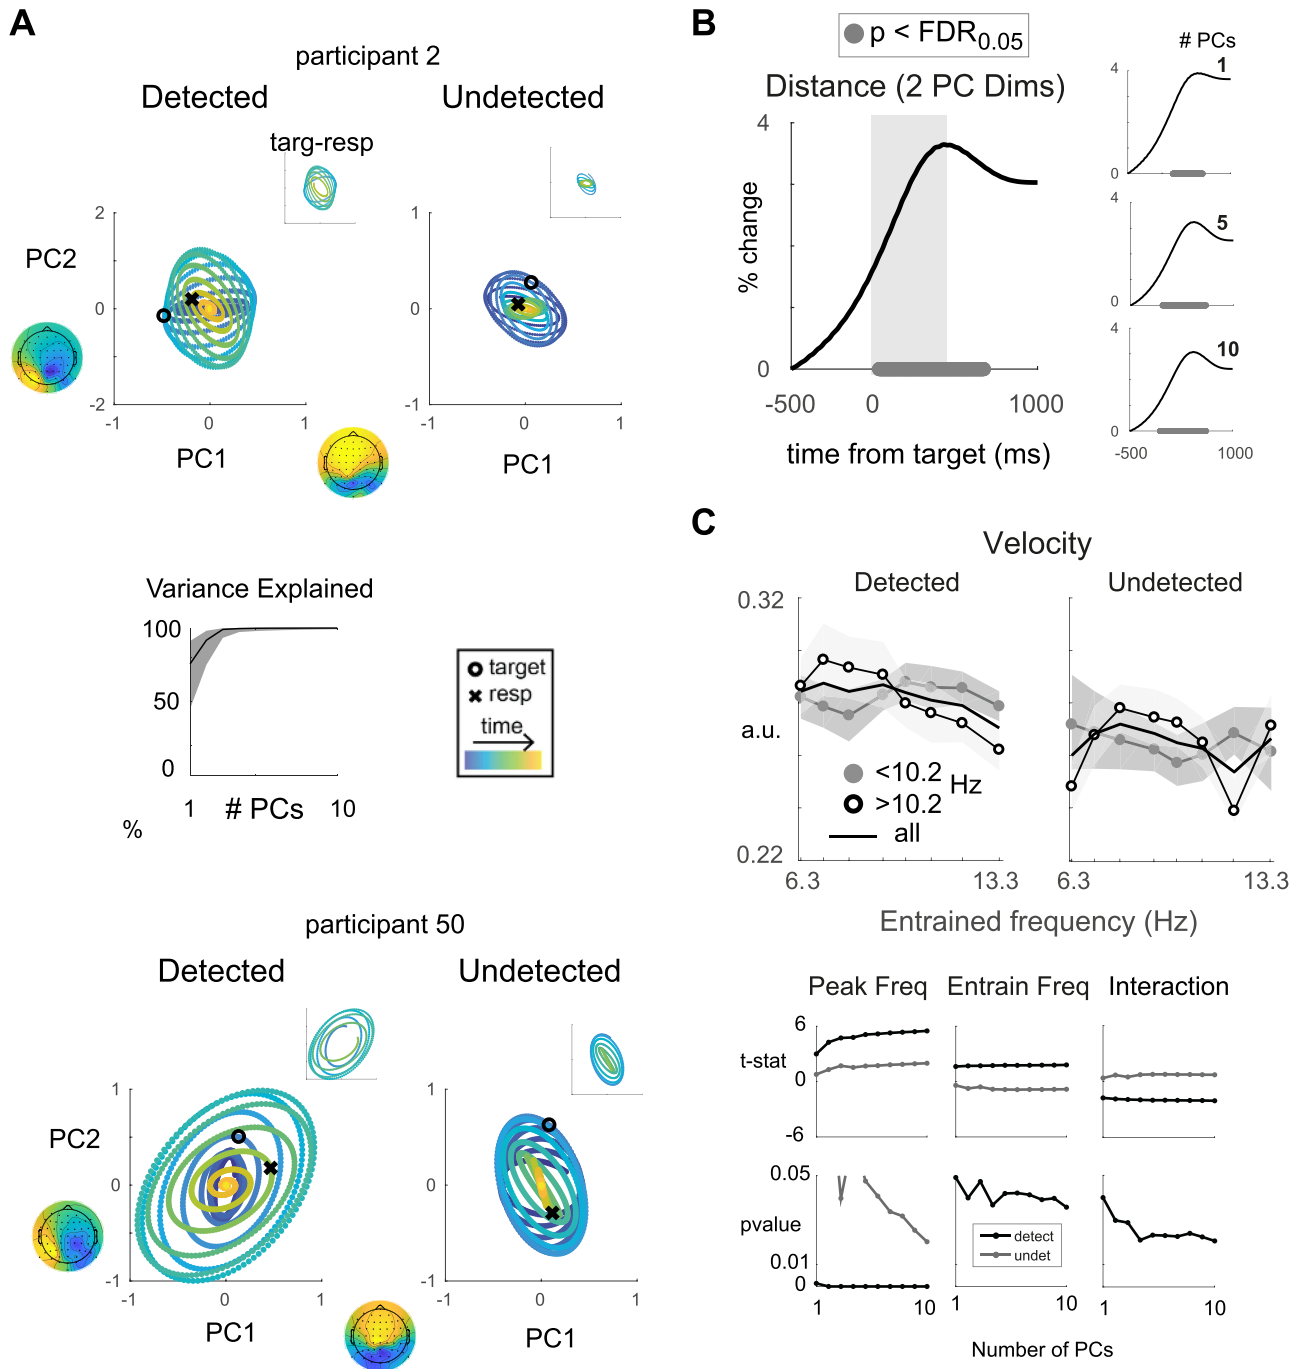 A
participant 2
Detected
Undetected
targ-resp
2
PC2
0
-1
-2
-1
0
1
PC1
1
0
-1
-1
0
1
PC1
Variance Explained
100
50
0
%
1
# PCs
10
target
resp
time
participant 50
Detected
Undetected
1
PC2
0
-1
-1
0
1
PC1
1
0
-1
-1
0
1
PC1
B
p < FDR0.05
Distance (2 PC Dims)
4
% change
0
-500
0
1000
time from target (ms)
# PCs
1
4
2
0
5
4
2
0
10
4
2
0
-500
1000
C
Velocity
Detected
Undetected
0.32
a.u.
0.22
<10.2
>10.2
Hz
all
6.3
13.3
6.3
13.3
Entrained frequency (Hz)
Peak Freq
Entrain Freq
Interaction
6
t-stat
0
-6
0.05
pvalue
0.01
0
detect
undet
1
10
1
10
1
10
Number of PCs